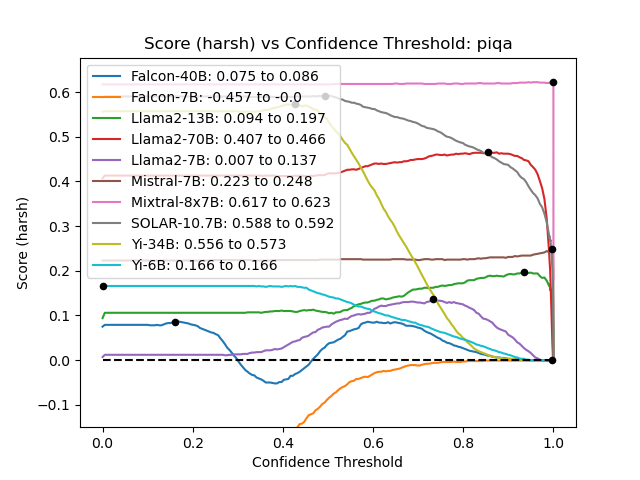 Score (harsh) vs Confidence Threshold: piqa
Falcon-40B: 0.075 to 0.086
Falcon-7B: -0.457 to -0.0
Llama2-13B: 0.094 to 0.197
Llama2-70B: 0.407 to 0.466
Llama2-7B: 0.007 to 0.137
Mistral-7B: 0.223 to 0.248
Mixtral-8x7B: 0.617 to 0.623
SOLAR-10.7B: 0.588 to 0.592
Yi-34B: 0.556 to 0.573
Yi-6B: 0.166 to 0.166
Score (harsh)
0.6
0.5
0.4
0.3
0.2
0.1
0.0
−0.1
0.0 0.2 0.4 0.6 0.8 1.0
Confidence Threshold